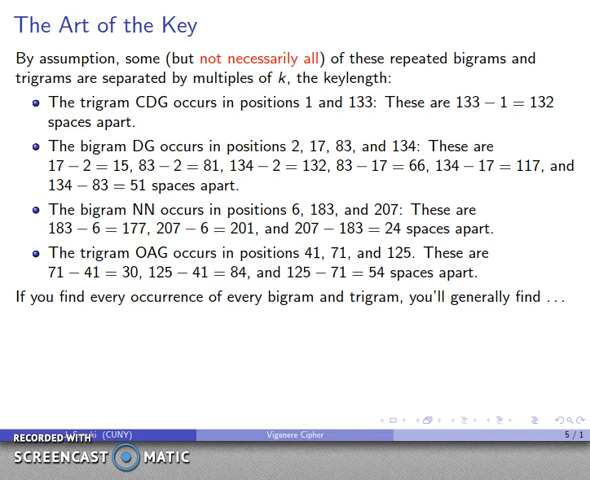 The Art of the Key
By assumption, some (but not necessarily all) of these repeated bigrams and
trigrams are separated by multiples of k, the keylength:
The trigram CDG occurs in positions 1 and 133: These are 133 − 1 = 132
spaces apart.
The bigram DG occurs in positions 2, 17, 83, and 134: These are
17 − 2 = 15, 83 − 2 = 81, 134 − 2 = 132, 83 − 17 = 66, 134 − 17 = 117, and
134 − 83 = 51 spaces apart.
The bigram NN occurs in positions 6, 183, and 207: These are
183 − 6 = 177, 207 − 6 = 201, and 207 − 183 = 24 spaces apart.
The trigram OAG occurs in positions 41, 71, and 125. These are
71 − 41 = 30, 125 − 41 = 84, and 125 − 71 = 54 spaces apart.
If you find every occurrence of every bigram and trigram, you'll generally find . . .
(CUNY) Vigenere Cipher 5 / 1
RECORDED WITH
SCREENCAST MATIC